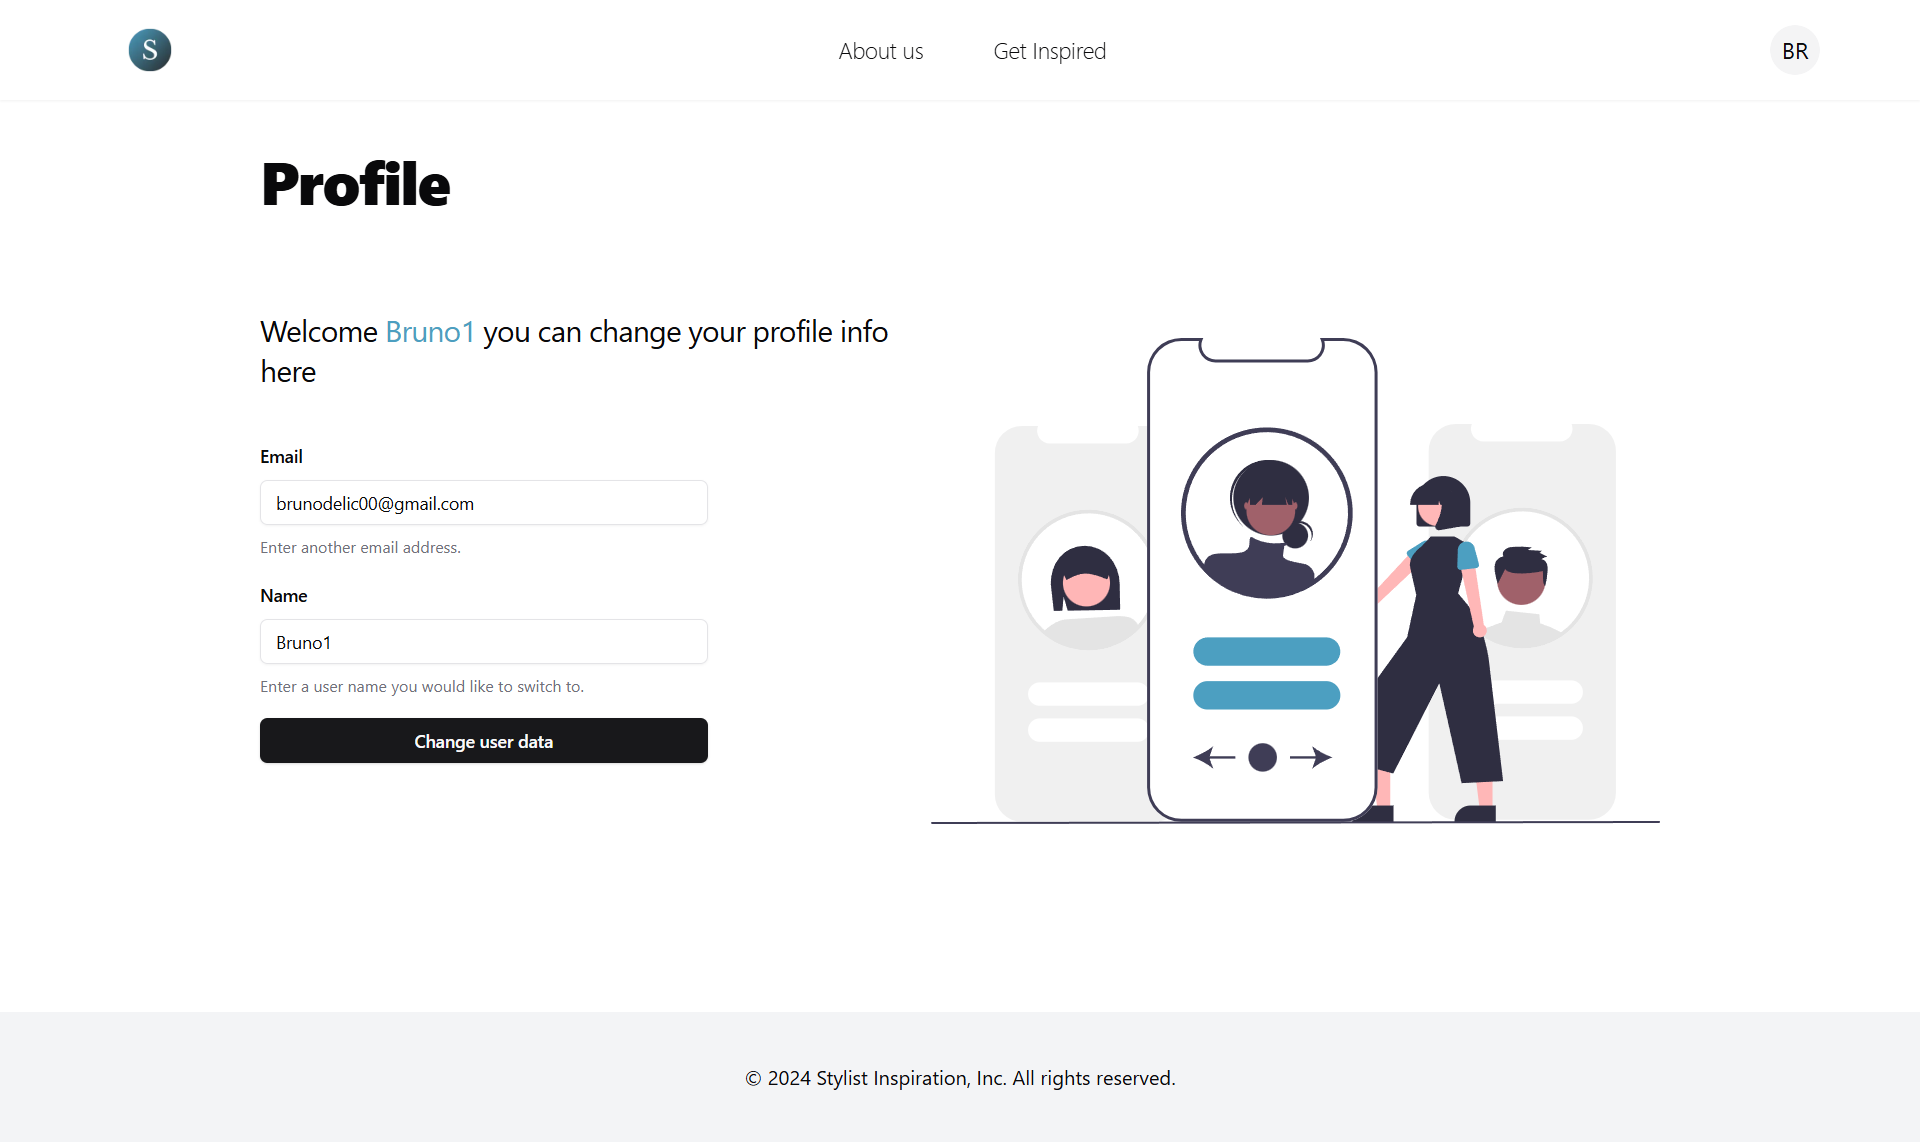 S
About us
Get Inspired
BR
Profile
Welcome Bruno1 you can change your profile info
here
Email
brunodelic00@gmail.com
Enter another email address.
Name
Bruno1
Enter a user name you would like to switch to.
Change user data
© 2024 Stylist Inspiration, Inc. All rights reserved.